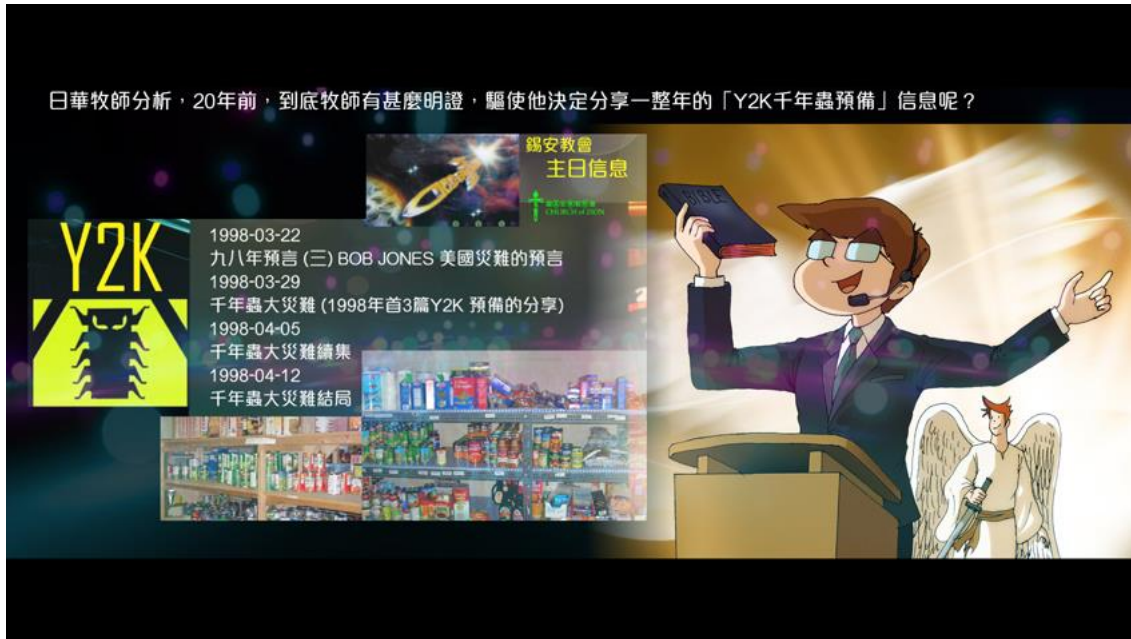 日華牧師分析，20年前，到底牧師有甚麼明證，驅使他決定分享一整年的「Y2K千年蟲預備」信息呢？
錫安教會
主日信息
CHURCH of ZION
Y2K
1998-03-22
九八年預言 (三) BOB JONES 美國災難的預言
1998-03-29
千年蟲大災難 (1998年首3篇Y2K 預備的分享)
1998-04-05
千年蟲大災難續集
1998-04-12
千年蟲大災難結局
BIBLE